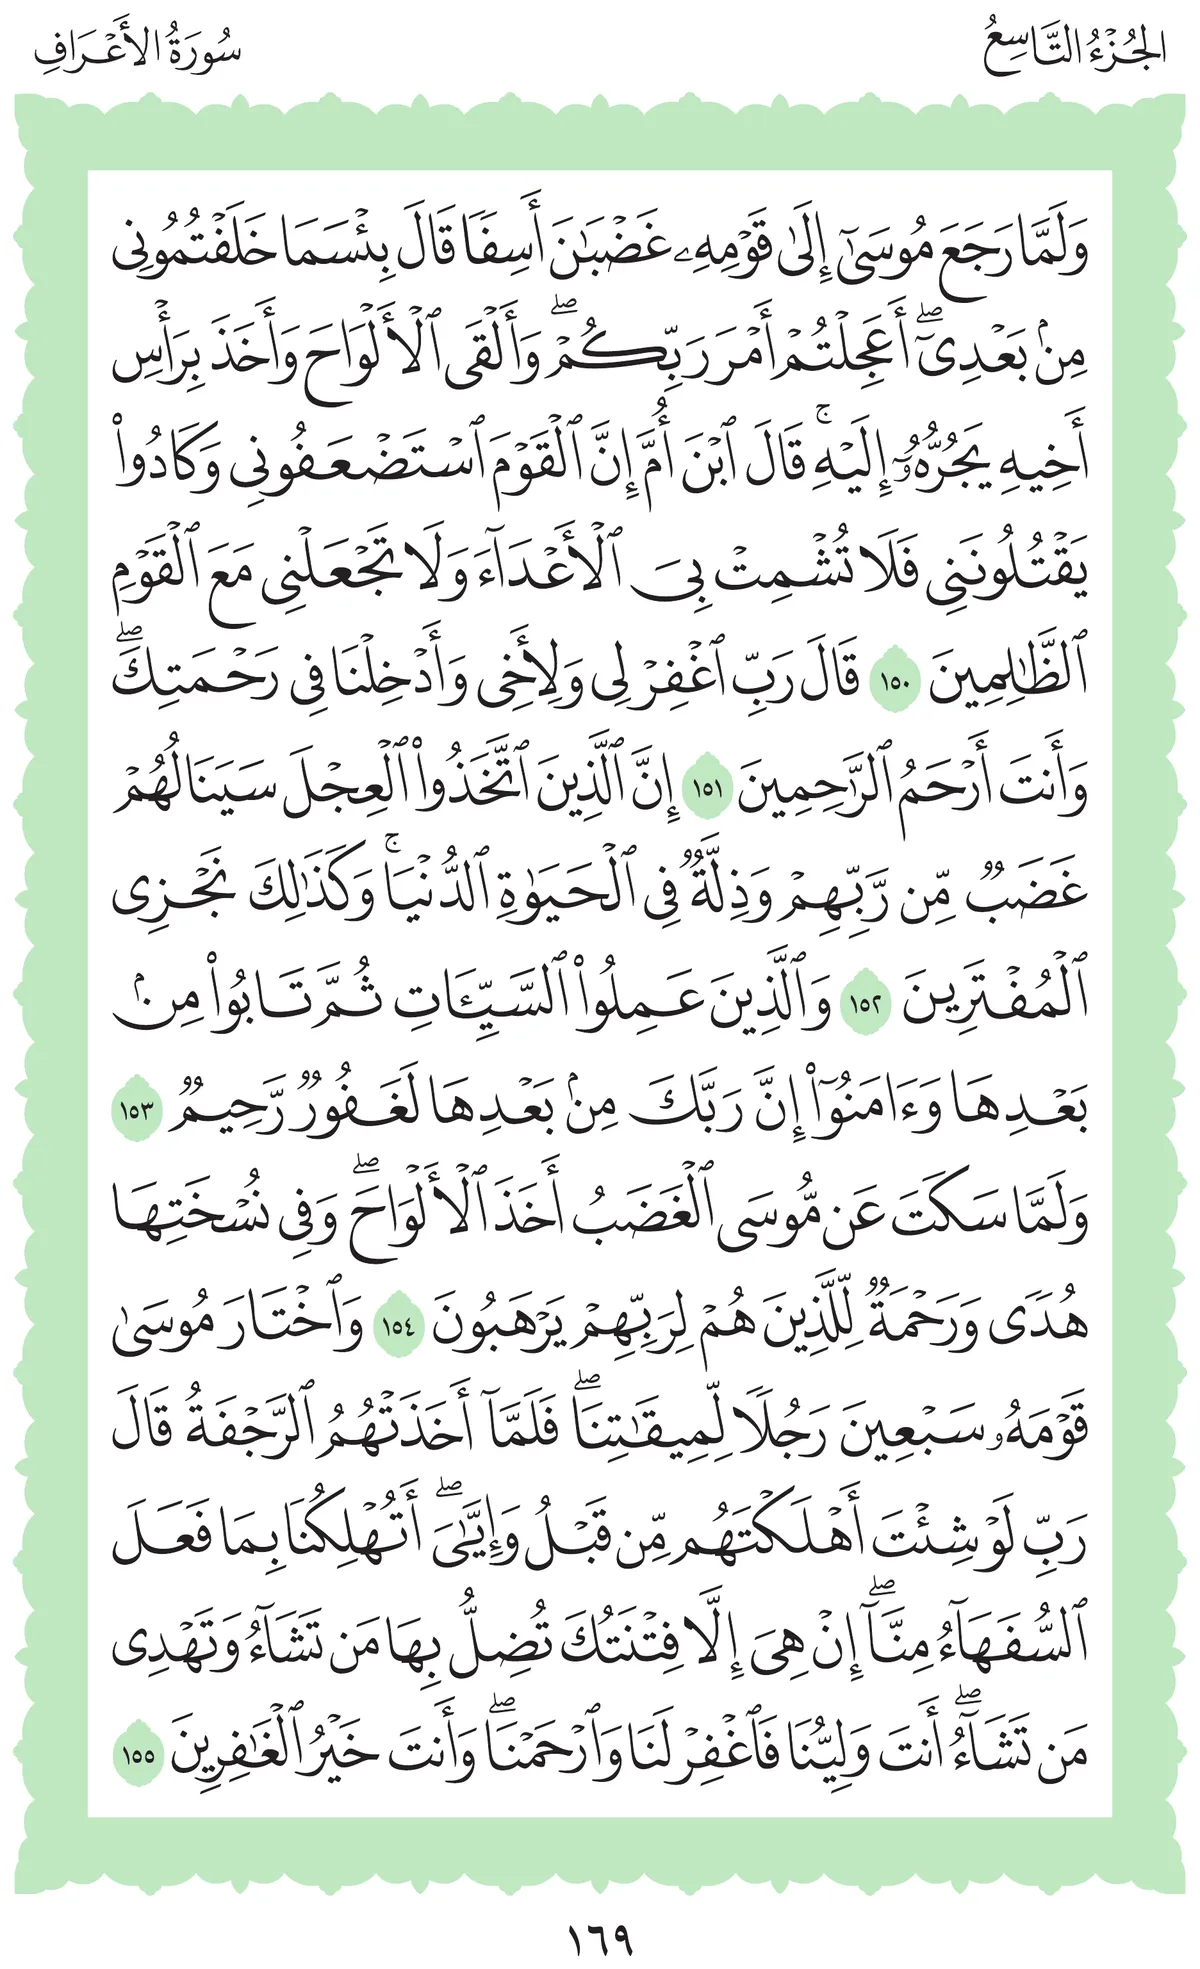 الجُزْءُ التَّاسِعُ
سُورَةُ الأَعْرَافِ
وَلَمَّا رَجَعَ مُوسَىٰٓ إِلَىٰ قَوْمِهِۦ غَضْبَٰنَ أَسِفٗا قَالَ بِئْسَمَا خَلَفْتُمُونِي
مِنۢ بَعْدِيٓۖ أَعَجِلْتُمْ أَمْرَ رَبِّكُمْۖ وَأَلْقَى ٱلْأَلْوَاحَ وَأَخَذَ بِرَأْسِ
أَخِيهِ يَجُرُّهُۥٓ إِلَيْهِۚ قَالَ ٱبْنَ أُمَّ إِنَّ ٱلْقَوْمَ ٱسْتَضْعَفُونِي وَكَادُواْ
يَقْتُلُونَنِي فَلَا تُشْمِتْ بِيَ ٱلْأَعْدَآءَ وَلَا تَجْعَلْنِي مَعَ ٱلْقَوْمِ
ٱلظَّٰلِمِينَ ١٥٠ قَالَ رَبِّ ٱغْفِرْ لِي وَلِأَخِي وَأَدْخِلْنَا فِي رَحْمَتِكَۖ
وَأَنتَ أَرْحَمُ ٱلرَّٰحِمِينَ ١٥١ إِنَّ ٱلَّذِينَ ٱتَّخَذُواْ ٱلْعِجْلَ سَيَنَالُهُمْ
غَضَبٞ مِّن رَّبِّهِمْ وَذِلَّةٞ فِي ٱلْحَيَوٰةِ ٱلدُّنْيَاۚ وَكَذَٰلِكَ نَجْزِي
ٱلْمُفْتَرِينَ ١٥٢ وَٱلَّذِينَ عَمِلُواْ ٱلسَّيِّـَٔاتِ ثُمَّ تَابُواْ مِنۢ
بَعْدِهَا وَءَامَنُوٓاْ إِنَّ رَبَّكَ مِنۢ بَعْدِهَا لَغَفُورٞ رَّحِيمٞ ١٥٣
وَلَمَّا سَكَتَ عَن مُّوسَى ٱلْغَضَبُ أَخَذَ ٱلْأَلْوَاحَۖ وَفِي نُسْخَتِهَا
هُدٗى وَرَحْمَةٞ لِّلَّذِينَ هُمْ لِرَبِّهِمْ يَرْهَبُونَ ١٥٤ وَٱخْتَارَ مُوسَىٰ
قَوْمَهُۥ سَبْعِينَ رَجُلٗا لِّمِيقَٰتِنَاۖ فَلَمَّآ أَخَذَتْهُمُ ٱلرَّجْفَةُ قَالَ
رَبِّ لَوْ شِئْتَ أَهْلَكْتَهُم مِّن قَبْلُ وَإِيَّٰيَۖ أَتُهْلِكُنَا بِمَا فَعَلَ
ٱلسُّفَهَآءُ مِنَّآۖ إِنْ هِيَ إِلَّا فِتْنَتُكَ تُضِلُّ بِهَا مَن تَشَآءُ وَتَهْدِي
مَن تَشَآءُۖ أَنتَ وَلِيُّنَا فَٱغْفِرْ لَنَا وَٱرْحَمْنَاۖ وَأَنتَ خَيْرُ ٱلْغَٰفِرِينَ ١٥٥
١٦٩